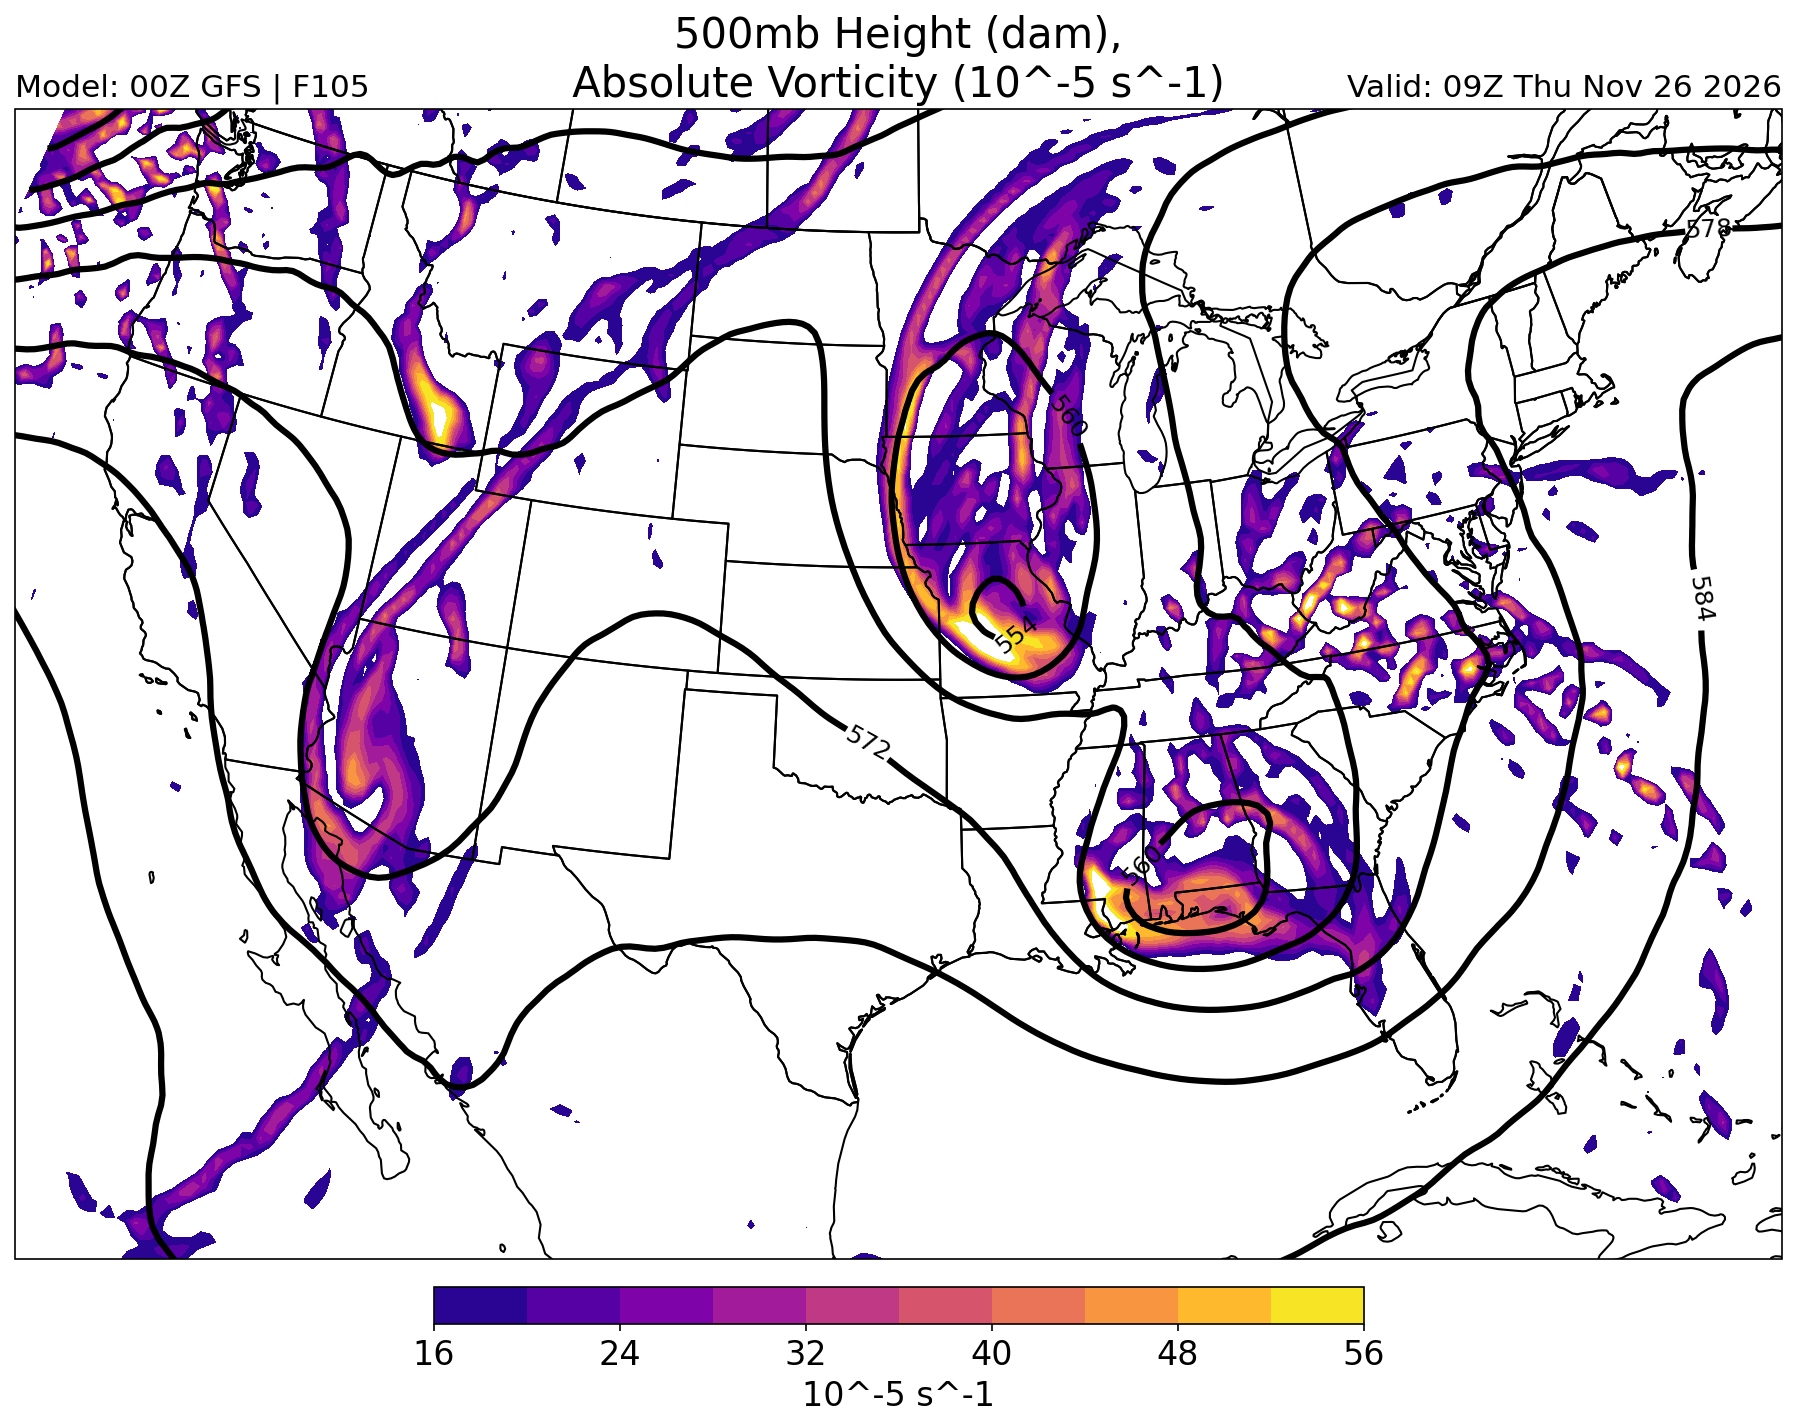 500mb Height (dam),
Model: 00Z GFS | F105
Absolute Vorticity (10^-5 s^-1)
Valid: 09Z Thu Nov 26 2026
578
560
584
554
572
560
16 24 32 40 48 56
10^-5 s^-1